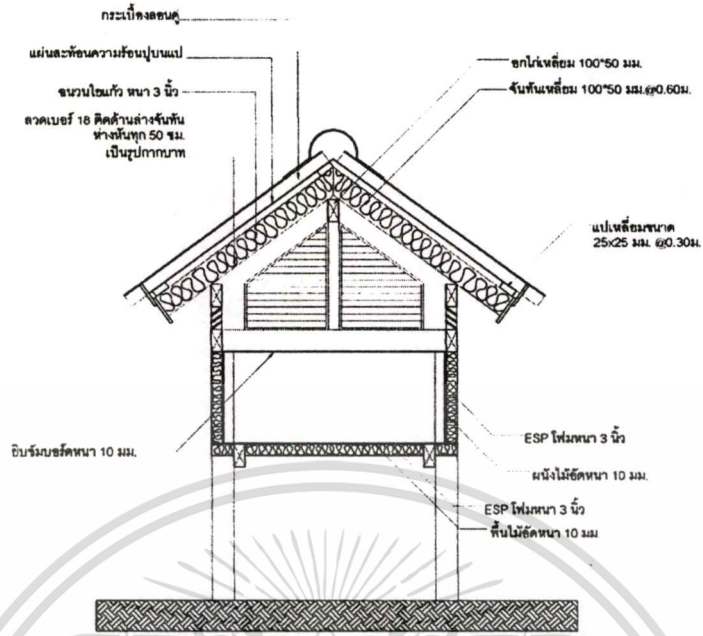 กระเบื้องลอนคู่
แผ่นสะท้อนความร้อนปูบนแป
ฉนวนใยแก้ว หนา 3 นิ้ว
ลวดเบอร์ 18 ติดด้านล่างจันทัน
ห่างหันทุก 50 ซม.
เป็นรูปกากบาท
อกไก่เหลี่ยม 100*50 มม.
จันทันเหลี่ยม 100*50 มม.@0.60ม.
แปเหลี่ยมขนาด
25x25 มม. @0.30ม.
ยิบซัมบอร์ดหนา 10 มม.
ESP โฟมหนา 3 นิ้ว
ผนังไม้อัดหนา 10 มม.
ESP โฟมหนา 3 นิ้ว
พื้นไม้อัดหนา 10 มม